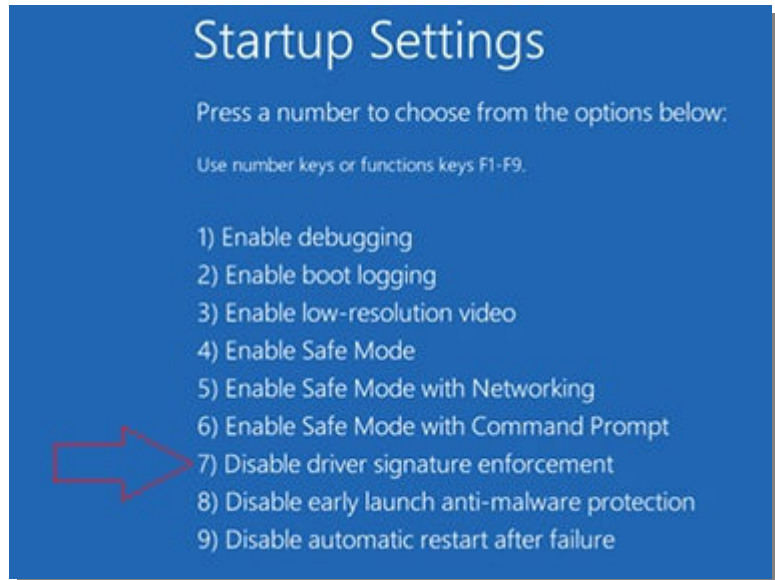 Startup Settings
Press a number to choose from the options below:
Use number keys or functions keys F1-F9.
1) Enable debugging
2) Enable boot logging
3) Enable low-resolution video
4) Enable Safe Mode
5) Enable Safe Mode with Networking
6) Enable Safe Mode with Command Prompt
7) Disable driver signature enforcement
8) Disable early launch anti-malware protection
9) Disable automatic restart after failure